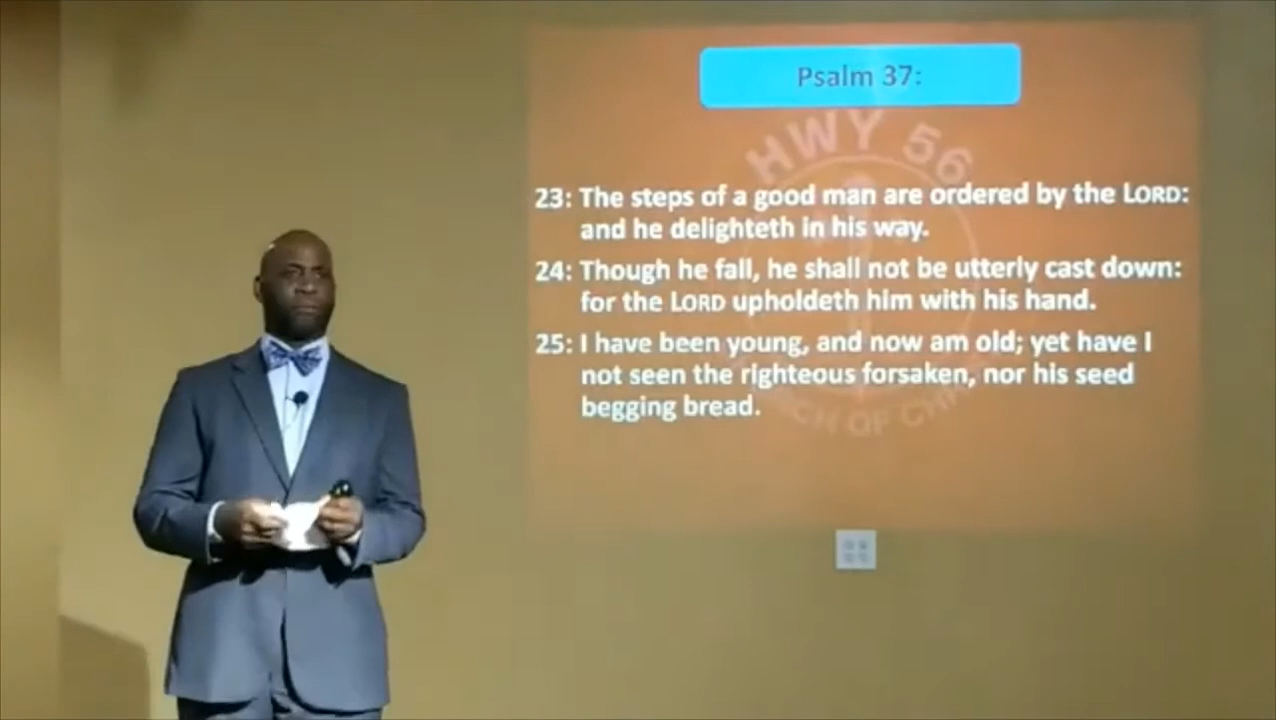 Psalm 37:
HWY 56
23: The steps of a good man are ordered by the LORD:
and he delighteth in his way.
24: Though he fall, he shall not be utterly cast down:
for the LORD upholdeth him with his hand.
25: I have been young, and now am old; yet have I
not seen the righteous forsaken, nor his seed
begging bread.
OF